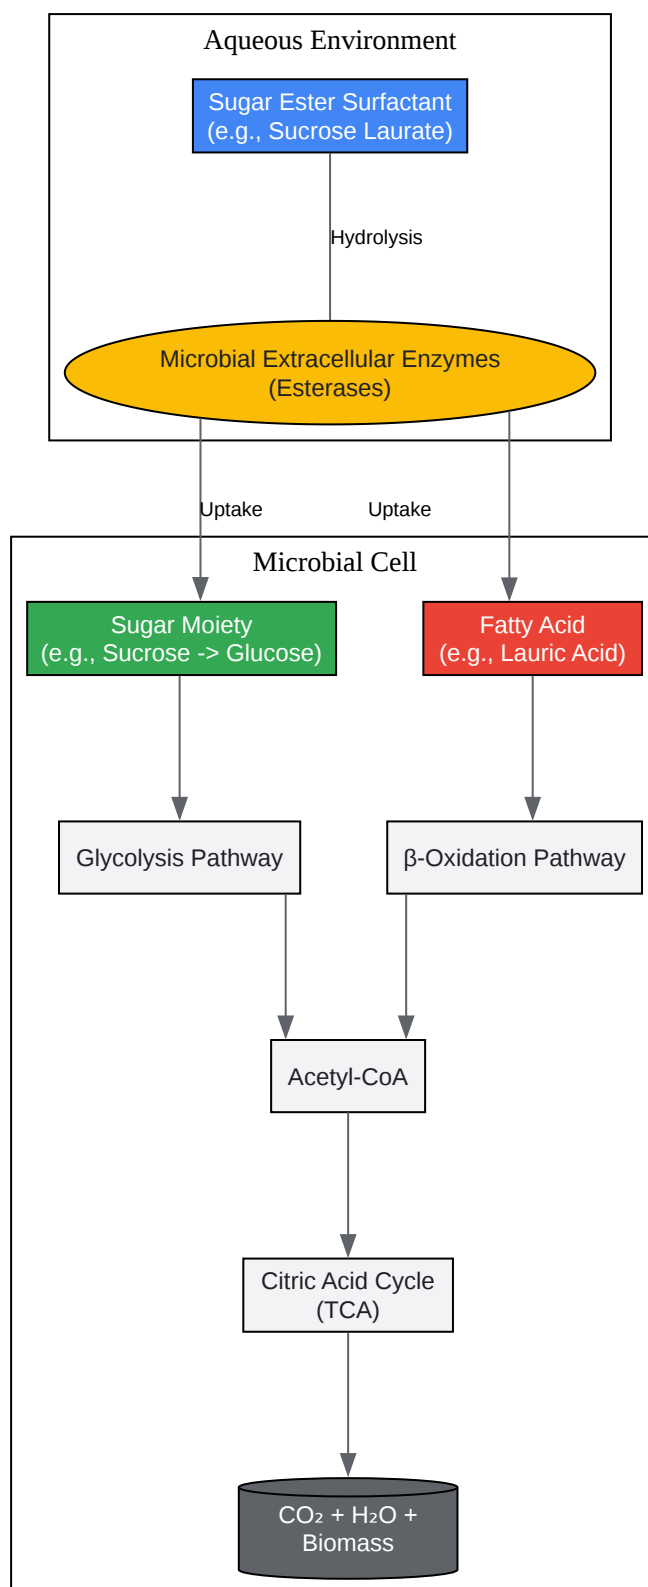 Aqueous Environment
Sugar Ester Surfactant
(e.g., Sucrose Laurate)
Hydrolysis
Microbial Extracellular Enzymes
(Esterases)
Uptake
Uptake
Microbial Cell
Sugar Moiety
(e.g., Sucrose -> Glucose)
Fatty Acid
(e.g., Lauric Acid)
Glycolysis Pathway
β-Oxidation Pathway
Acetyl-CoA
Citric Acid Cycle
(TCA)
CO₂ + H₂O +
Biomass